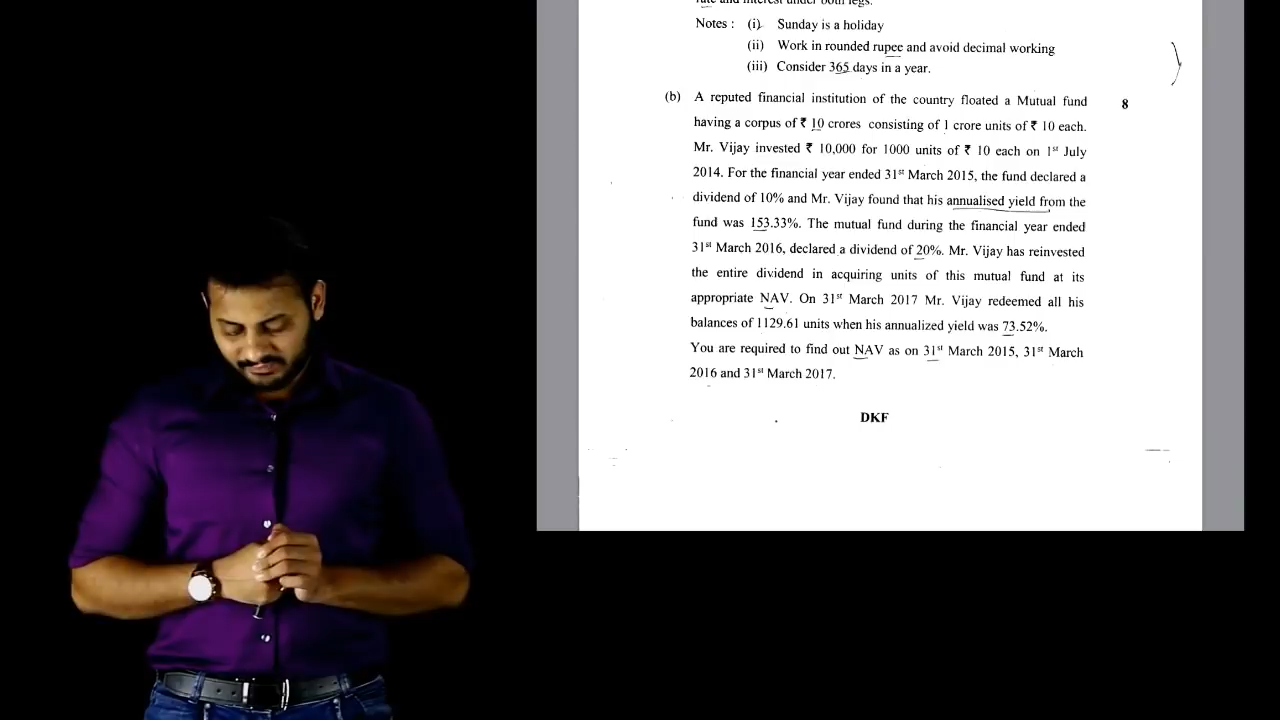 rate and interest under both legs.
Notes : (i) Sunday is a holiday
(ii) Work in rounded rupee and avoid decimal working
(iii) Consider 365 days in a year.
(b) A reputed financial institution of the country floated a Mutual fund 8
having a corpus of ₹ 10 crores consisting of 1 crore units of ₹ 10 each.
Mr. Vijay invested ₹ 10,000 for 1000 units of ₹ 10 each on 1st July
2014. For the financial year ended 31st March 2015, the fund declared a
dividend of 10% and Mr. Vijay found that his annualised yield from the
fund was 153.33%. The mutual fund during the financial year ended
31st March 2016, declared a dividend of 20%. Mr. Vijay has reinvested
the entire dividend in acquiring units of this mutual fund at its
appropriate NAV. On 31st March 2017 Mr. Vijay redeemed all his
balances of 1129.61 units when his annualized yield was 73.52%.
You are required to find out NAV as on 31st March 2015, 31st March
2016 and 31st March 2017.
DKF